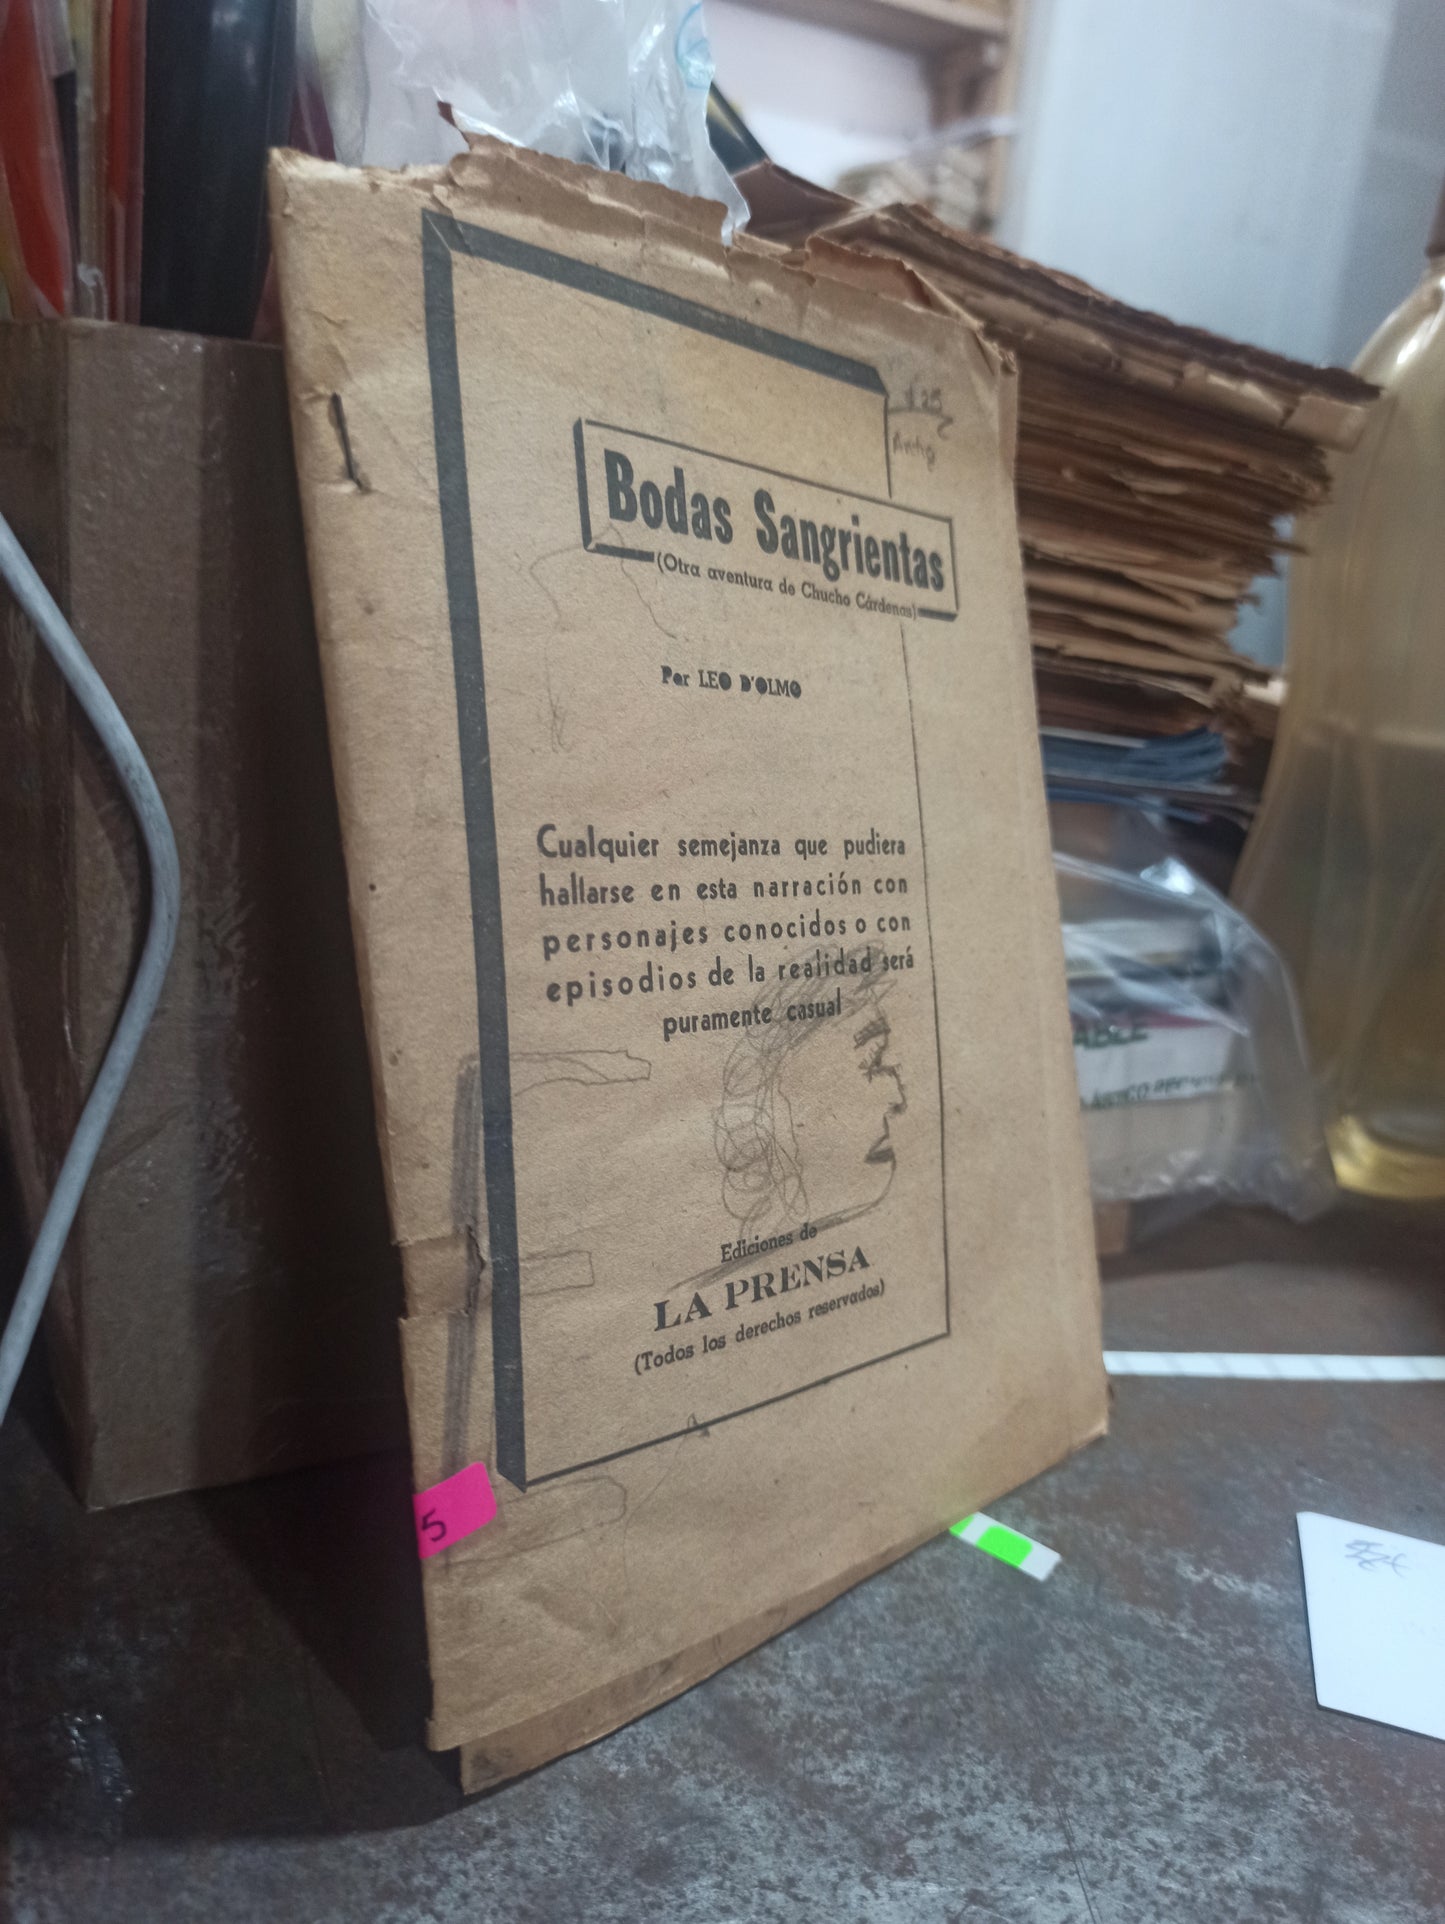 $ 25
Bodas Sangrientas
(Otra aventura de Chucho Cárdenas)
Por LEO D'OLMO
Cualquier semejanza que pudiera
hallarse en esta narración con
personajes conocidos o con
episodios de la realidad será
puramente casual
Ediciones de
LA PRENSA
(Todos los derechos reservados)
5